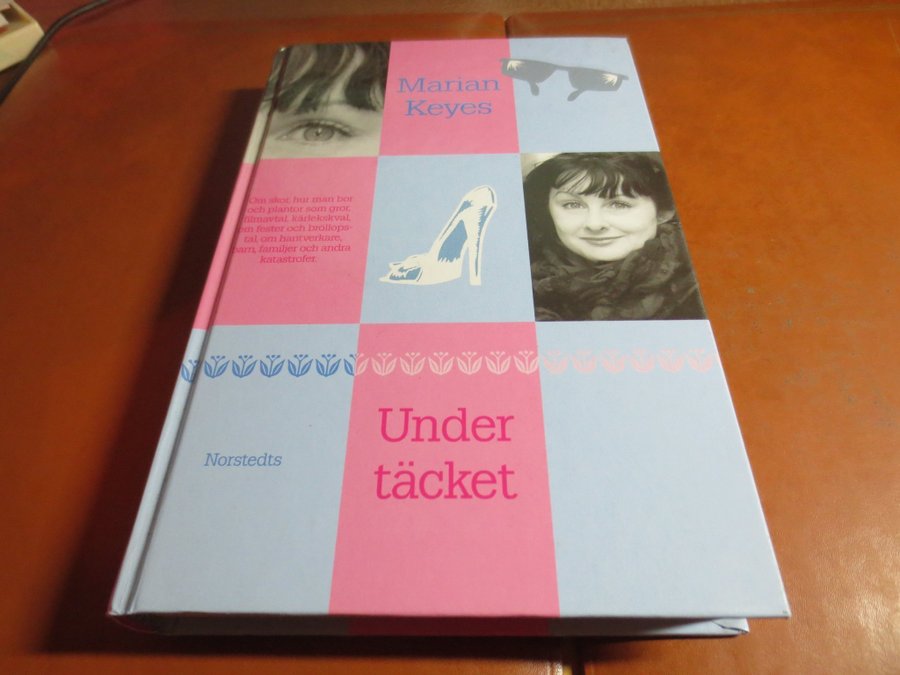 Marian
Keyes
Om skor, hur man bor
och plantor som gror,
filmavtal, kärlekskval,
om fester och bröllops-
tal, om hantverkare,
barn, familjer och andra
katastrofer.
Under
täcket
Norstedts